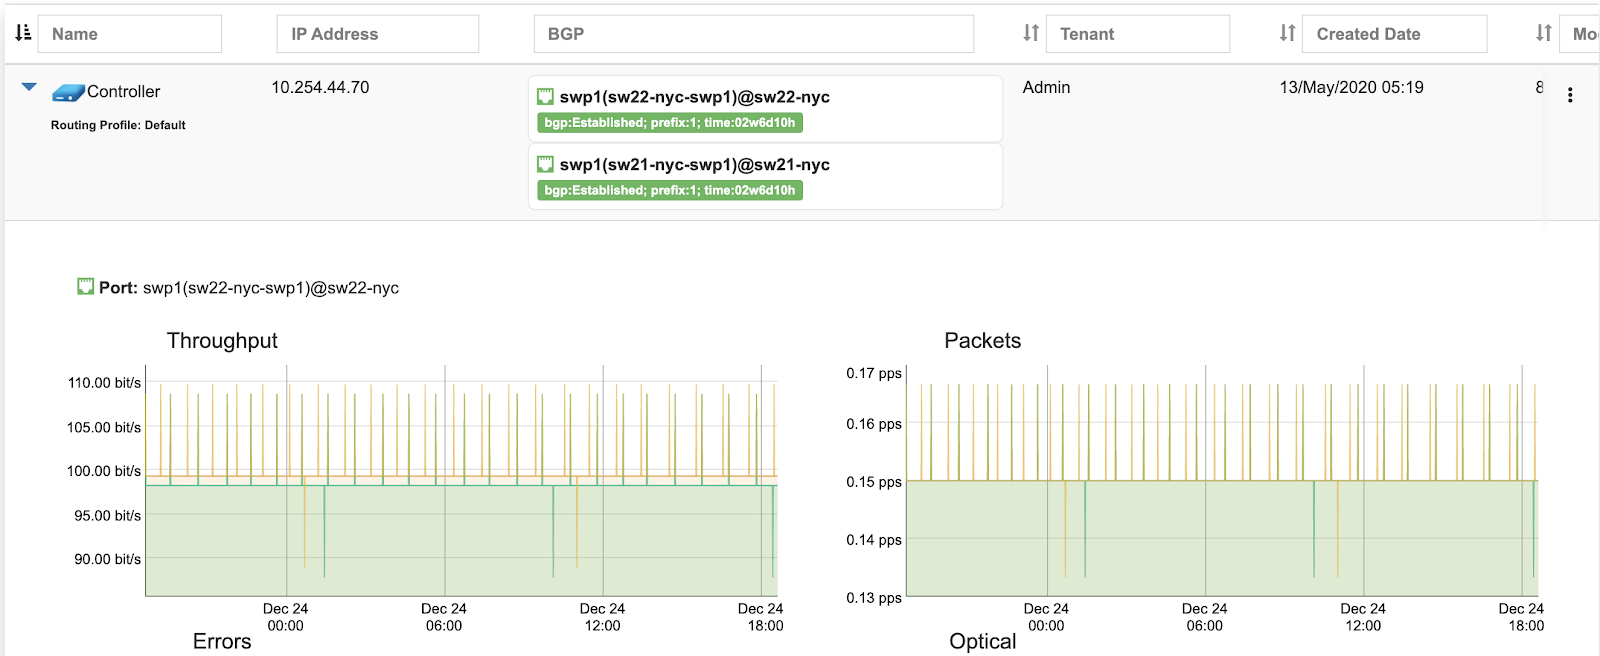 Name IP Address BGP Tenant Created Date
Controller 10.254.44.70 swp1(sw22-nyc-swp1)@sw22-nyc Admin 13/May/2020 05:19 8
bgp:Established; prefix:1; time:02w6d10h
Routing Profile: Default
swp1(sw21-nyc-swp1)@sw21-nyc
bgp:Established; prefix:1; time:02w6d10h
Port: swp1(sw22-nyc-swp1)@sw22-nyc
Throughput
110.00 bit/s
105.00 bit/s
100.00 bit/s
95.00 bit/s
90.00 bit/s
Dec 24 Dec 24 Dec 24 Dec 24
00:00 06:00 12:00 18:00
Packets
0.17 pps
0.16 pps
0.15 pps
0.14 pps
0.13 pps
Dec 24 Dec 24 Dec 24 Dec 24
00:00 06:00 12:00 18:00
Errors
Optical